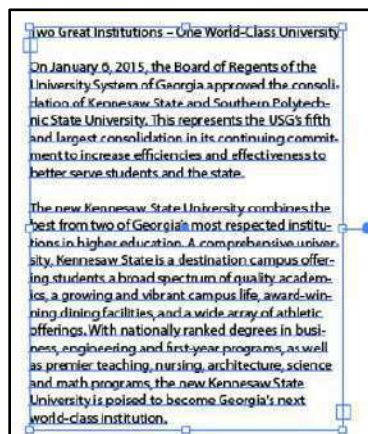 Two Great Institutions – One World-Class University
On January 6, 2015, the Board of Regents of the
University System of Georgia approved the consoli-
dation of Kennesaw State and Southern Polytech-
nic State University. This represents the USG's fifth
and largest consolidation in its continuing commit-
ment to increase efficiencies and effectiveness to
better serve students and the state.
The new Kennesaw State University combines the
best from two of Georgia's most respected institu-
tions in higher education. A comprehensive univer-
sity, Kennesaw State is a destination campus offer-
ing students a broad spectrum of quality academ-
ics, a growing and vibrant campus life, award-win-
ning dining facilities, and a wide array of athletic
offerings. With nationally ranked degrees in busi-
ness, engineering and first-year programs, as well
as premier teaching, nursing, architecture, science
and math programs, the new Kennesaw State
University is poised to become Georgia's next
world-class institution.